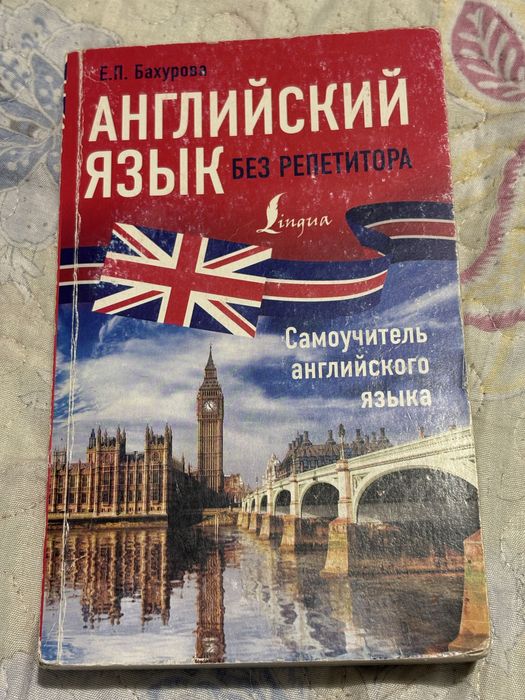 Е.П. Бахурова
АНГЛИЙСКИЙ
ЯЗЫК БЕЗ РЕПЕТИТОРА
Lingua
Самоучитель
английского
языка